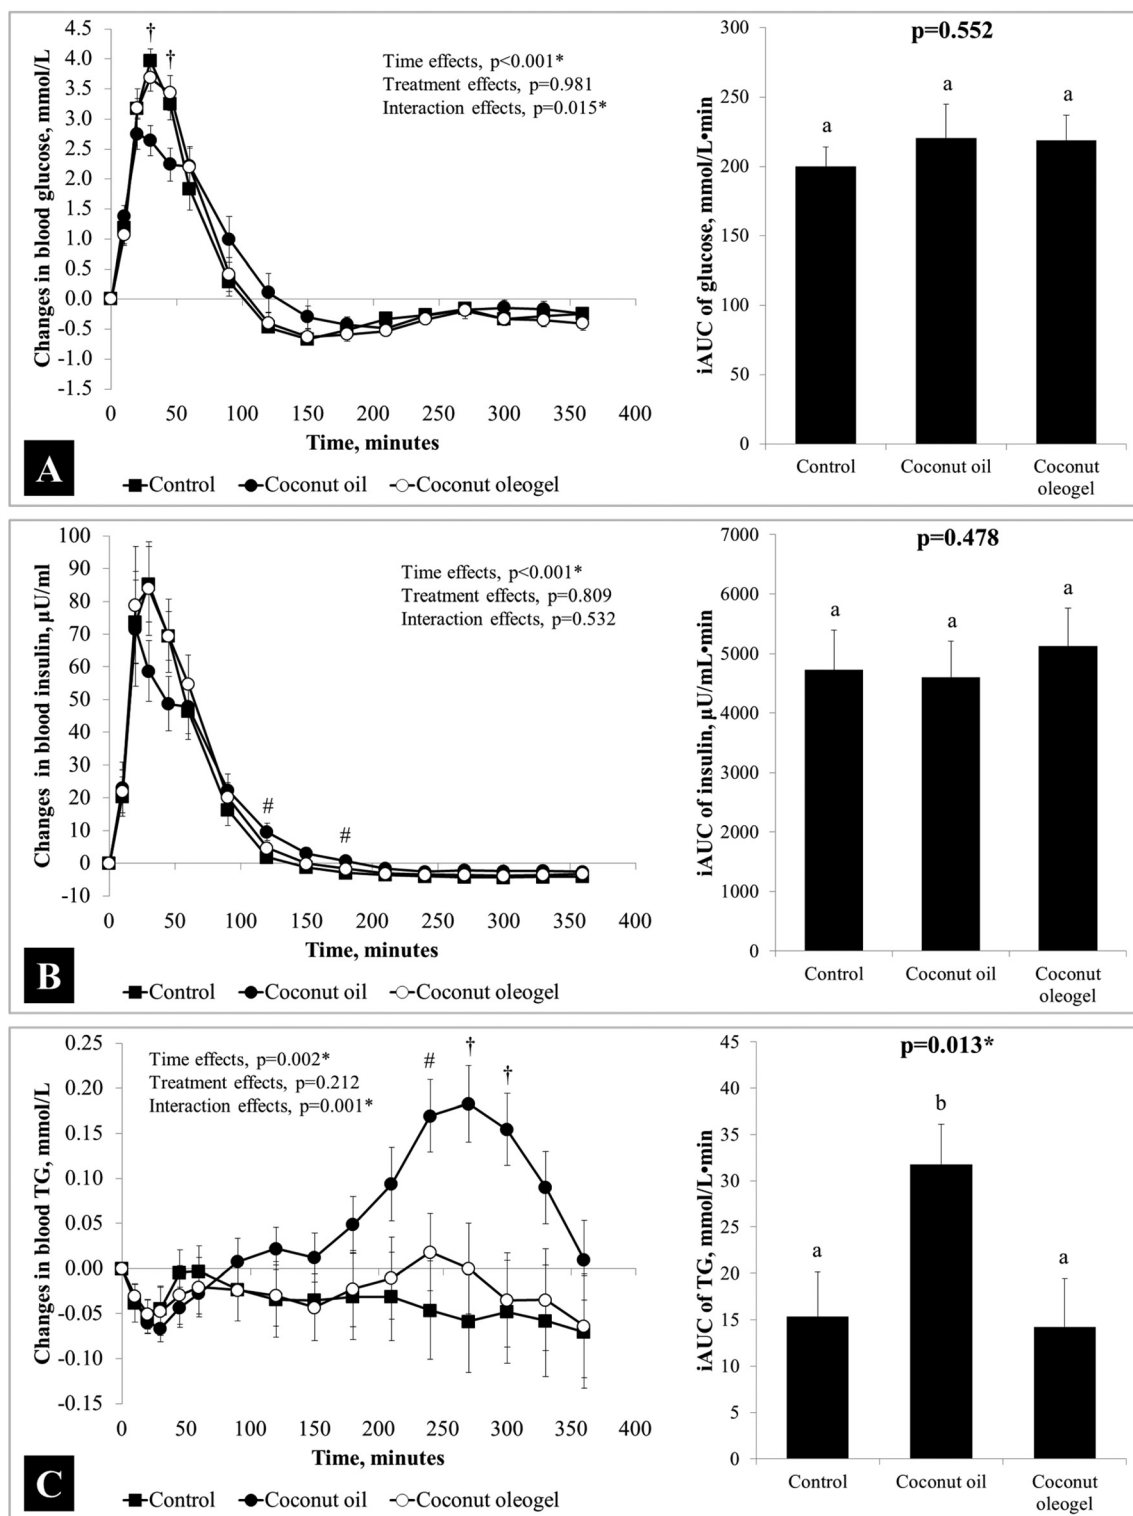 4.5
4.0
3.5
3.0
2.5
2.0
1.5
1.0
0.5
0.0
-0.5
-1.0
-1.5
Changes in blood glucose, mmol/L
† †
Time effects, p<0.001*
Treatment effects, p=0.981
Interaction effects, p=0.015*
0 50 100 150 200 250 300 350 400
Time, minutes
A
Control Coconut oil Coconut oleogel
p=0.552
300
250
200
150
100
50
0
iAUC of glucose, mmol/L•min
a a a
Control Coconut oil Coconut
oleogel
100
90
80
70
60
50
40
30
20
10
0
-10
Changes in blood insulin, µU/ml
Time effects, p<0.001*
Treatment effects, p=0.809
Interaction effects, p=0.532
# #
0 50 100 150 200 250 300 350 400
Time, minutes
B
Control Coconut oil Coconut oleogel
p=0.478
7000
6000
5000
4000
3000
2000
1000
0
iAUC of insulin, µU/mL•min
a a a
Control Coconut oil Coconut
oleogel
0.25
0.20
0.15
0.10
0.05
0.00
-0.05
-0.10
-0.15
Changes in blood TG, mmol/L
Time effects, p=0.002*
Treatment effects, p=0.212
Interaction effects, p=0.001*
# † †
0 50 100 150 200 250 300 350 400
Time, minutes
C
Control Coconut oil Coconut oleogel
p=0.013*
45
40
35
30
25
20
15
10
5
0
iAUC of TG, mmol/L•min
a b a
Control Coconut oil Coconut
oleogel